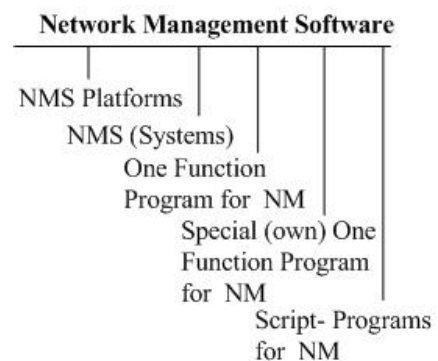 Network Management Software
NMS Platforms
NMS (Systems)
One Function
Program for NM
Special (own) One
Function Program
for NM
Script- Programs
for NM